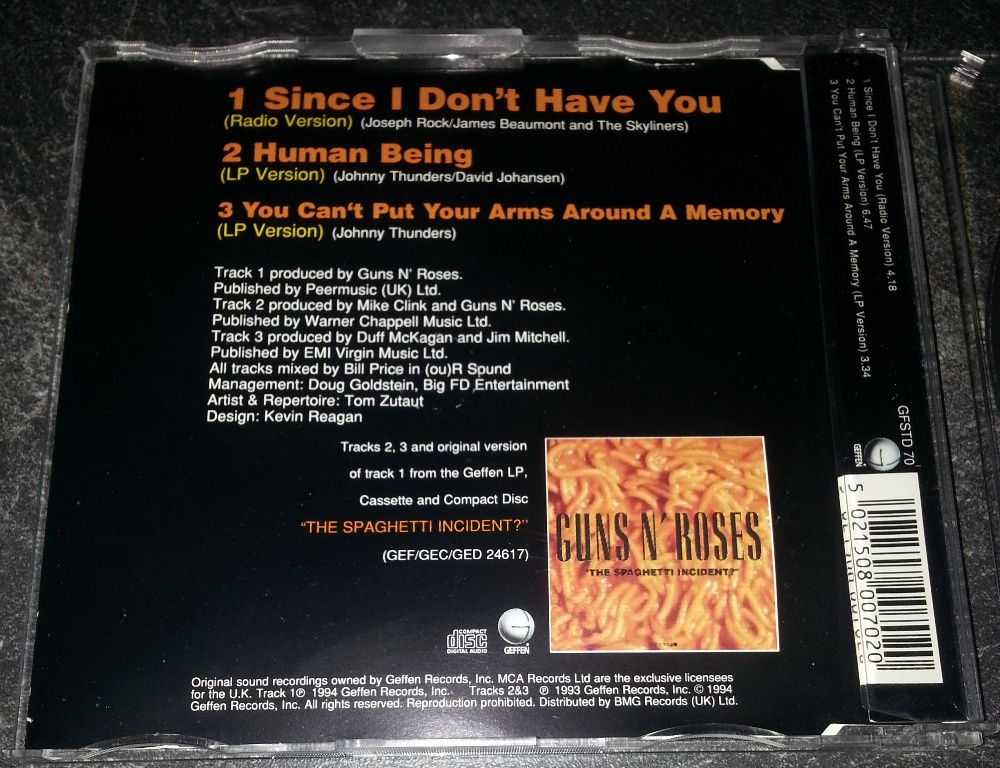 1 Since I Don't Have You
(Radio Version) (Joseph Rock/James Beaumont and The Skyliners)
2 Human Being
(LP Version) (Johnny Thunders/David Johansen)
3 You Can't Put Your Arms Around A Memory
(LP Version) (Johnny Thunders)
Track 1 produced by Guns N' Roses.
Published by Peermusic (UK) Ltd.
Track 2 produced by Mike Clink and Guns N' Roses.
Published by Warner Chappell Music Ltd.
Track 3 produced by Duff McKagan and Jim Mitchell.
Published by EMI Virgin Music Ltd.
All tracks mixed by Bill Price in (ou)R Spund
Management: Doug Goldstein, Big FD Entertainment
Artist & Repertoire: Tom Zutaut
Design: Kevin Reagan
Tracks 2, 3 and original version
of track 1 from the Geffen LP,
Cassette and Compact Disc
"THE SPAGHETTI INCIDENT?"
(GEF/GEC/GED 24617)
GUNS N' ROSES
"THE SPAGHETTI INCIDENT?"
COMPACT
disc
DIGITAL AUDIO
GEFFEN
Original sound recordings owned by Geffen Records, Inc. MCA Records Ltd are the exclusive licensees
for the U.K. Track 1℗ 1994 Geffen Records, Inc. Tracks 2&3 ℗ 1993 Geffen Records, Inc. © 1994
Geffen Records, Inc. All rights reserved. Reproduction prohibited. Distributed by BMG Records (UK) Ltd.
1 Since I Don't Have You (Radio Version) 4.18
2 Human Being (LP Version) 6.47
3 You Can't Put Your Arms Around A Memory (LP Version) 3.34
GFSTD 70
GEFFEN
5 021508 007020